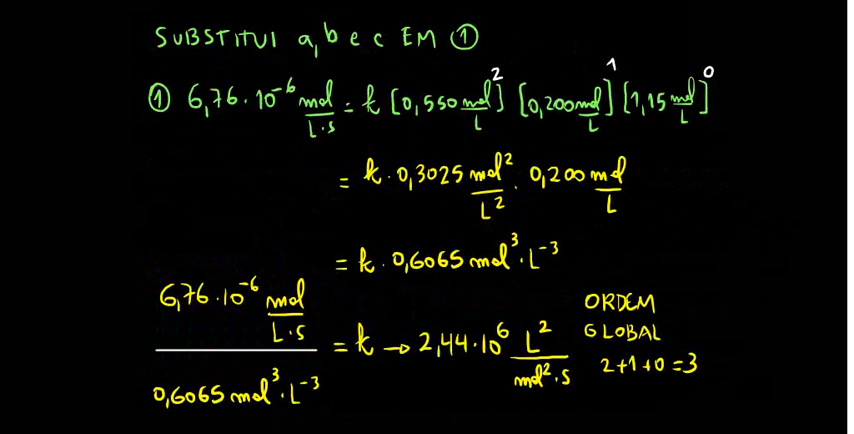 SUBSTITUI a, b e c EM ①
① 6,76·10⁻⁶ mol/L·s = k [0,550 mol/L]² [0,200 mol/L]¹ [1,15 mol/L]⁰
= k · 0,3025 mol²/L² · 0,200 mol/L
= k · 0,6065 mol³·L⁻³
6,76·10⁻⁶ mol/L·s
0,6065 mol³·L⁻³
= k → 2,44·10⁶ L²/mol²·s
ORDEM
GLOBAL
2+1+0=3